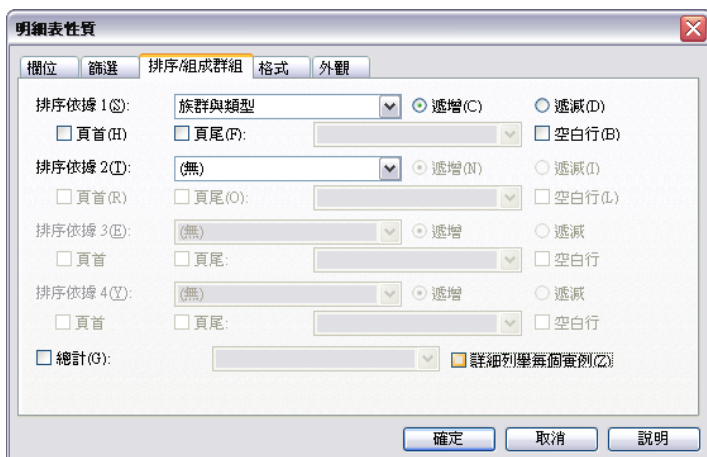 明細表性質
欄位 篩選 排序/組成群組 格式 外觀
排序依據 1(S): 族群與類型 遞增(C) 遞減(D)
頁首(H) 頁尾(F): 空白行(B)
排序依據 2(T): (無) 遞增(N) 遞減(I)
頁首(R) 頁尾(O): 空白行(L)
排序依據 3(E): (無) 遞增 遞減
頁首 頁尾: 空白行
排序依據 4(Y): (無) 遞增 遞減
頁首 頁尾: 空白行
總計(G): 詳細列舉每個實例(Z)
確定 取消 說明